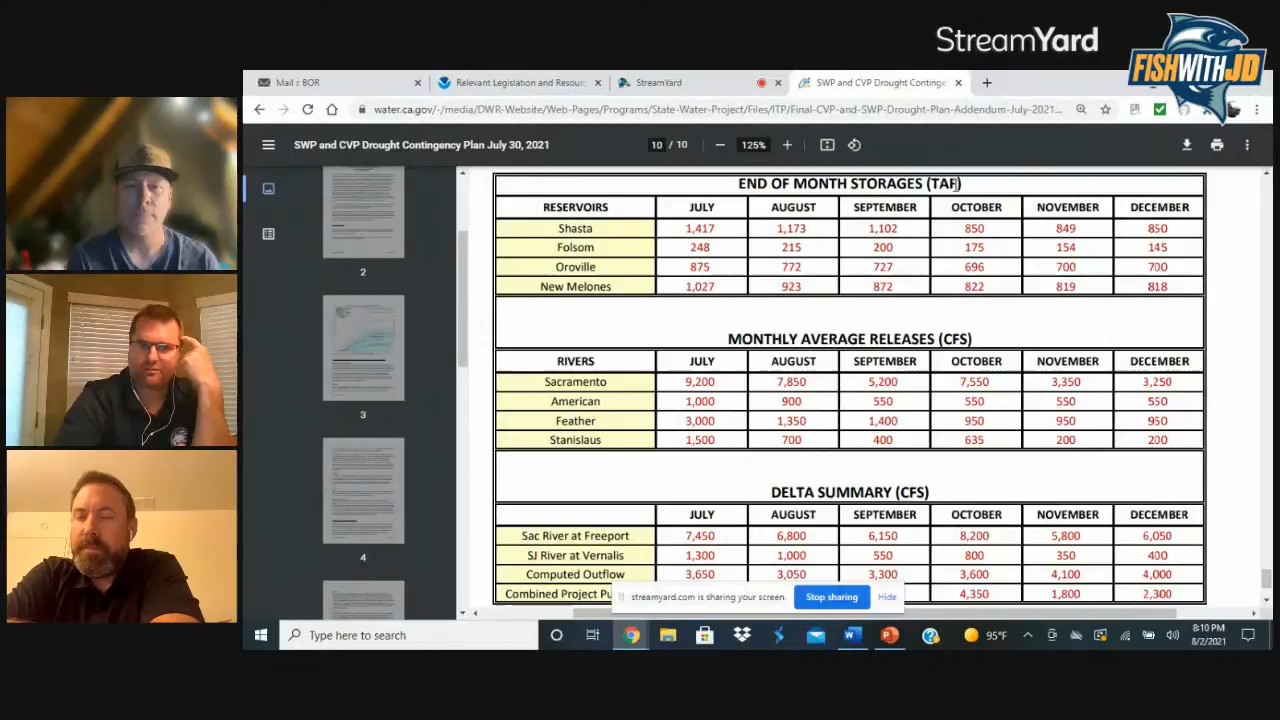 StreamYard
FISHWITHJD
Mail :: BOR
Relevant Legislation and Resour
StreamYard
SWP and CVP Drought Continge
water.ca.gov/-/media/DWR-Website/Web-Pages/Programs/State-Water-Project/Files/ITP/Final-CVP-and-SWP-Drought-Plan-Addendum-July-2021...
SWP and CVP Drought Contingency Plan July 30, 2021
10 / 10
125%
2
3
4
END OF MONTH STORAGES (TAF)
RESERVOIRS JULY AUGUST SEPTEMBER OCTOBER NOVEMBER DECEMBER
Shasta 1,417 1,173 1,102 850 849 850
Folsom 248 215 200 175 154 145
Oroville 875 772 727 696 700 700
New Melones 1,027 923 872 822 819 818
MONTHLY AVERAGE RELEASES (CFS)
RIVERS JULY AUGUST SEPTEMBER OCTOBER NOVEMBER DECEMBER
Sacramento 9,200 7,850 5,200 7,550 3,350 3,250
American 1,000 900 550 550 550 550
Feather 3,000 1,350 1,400 950 950 950
Stanislaus 1,500 700 400 635 200 200
DELTA SUMMARY (CFS)
JULY AUGUST SEPTEMBER OCTOBER NOVEMBER DECEMBER
Sac River at Freeport 7,450 6,800 6,150 8,200 5,800 6,050
SJ River at Vernalis 1,300 1,000 550 800 350 400
Computed Outflow 3,650 3,050 3,300 3,600 4,100 4,000
Combined Project Pu 4,350 1,800 2,300
streamyard.com is sharing your screen.
Stop sharing
Hide
Type here to search
95°F
8:10 PM
8/2/2021